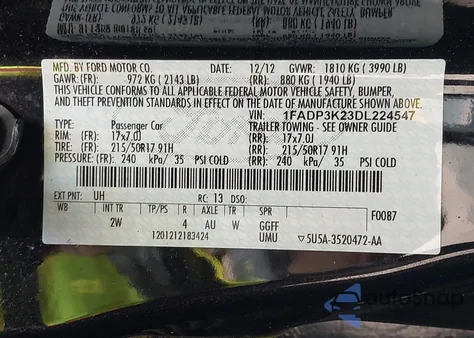 MFD. BY FORD MOTOR CO. DATE: 12/12 GVWR: 1810 KG ( 3990 LB)
GAWR: (FR): 972 KG ( 2143 LB) (RR): 880 KG ( 1940 LB)
THIS VEHICLE CONFORMS TO ALL APPLICABLE FEDERAL MOTOR VEHICLE SAFETY, BUMPER,
AND THEFT PREVENTION STANDARDS IN EFFECT ON THE DATE OF MANUFACTURE SHOWN ABOVE.
VIN: 1FADP3K23DL224547
TYPE: Passenger Car TRAILER TOWING - SEE OWNER GUIDE
RIM: (FR): 17x7.0J (RR): 17x7.0J
TIRE: (FR): 215/50R17 91H (RR): 215/50R17 91H
PRESSURE: (FR): 240 kPa/ 35 PSI COLD (RR): 240 kPa/ 35 PSI COLD
EXT PNT: UH RC: 13 DSO:
WB INT TR TP/PS R AXLE TR SPR F0087
2W 4 AU W GGFF
1201212183424 UMU ▽5U5A-3520472-AA
autoSnap